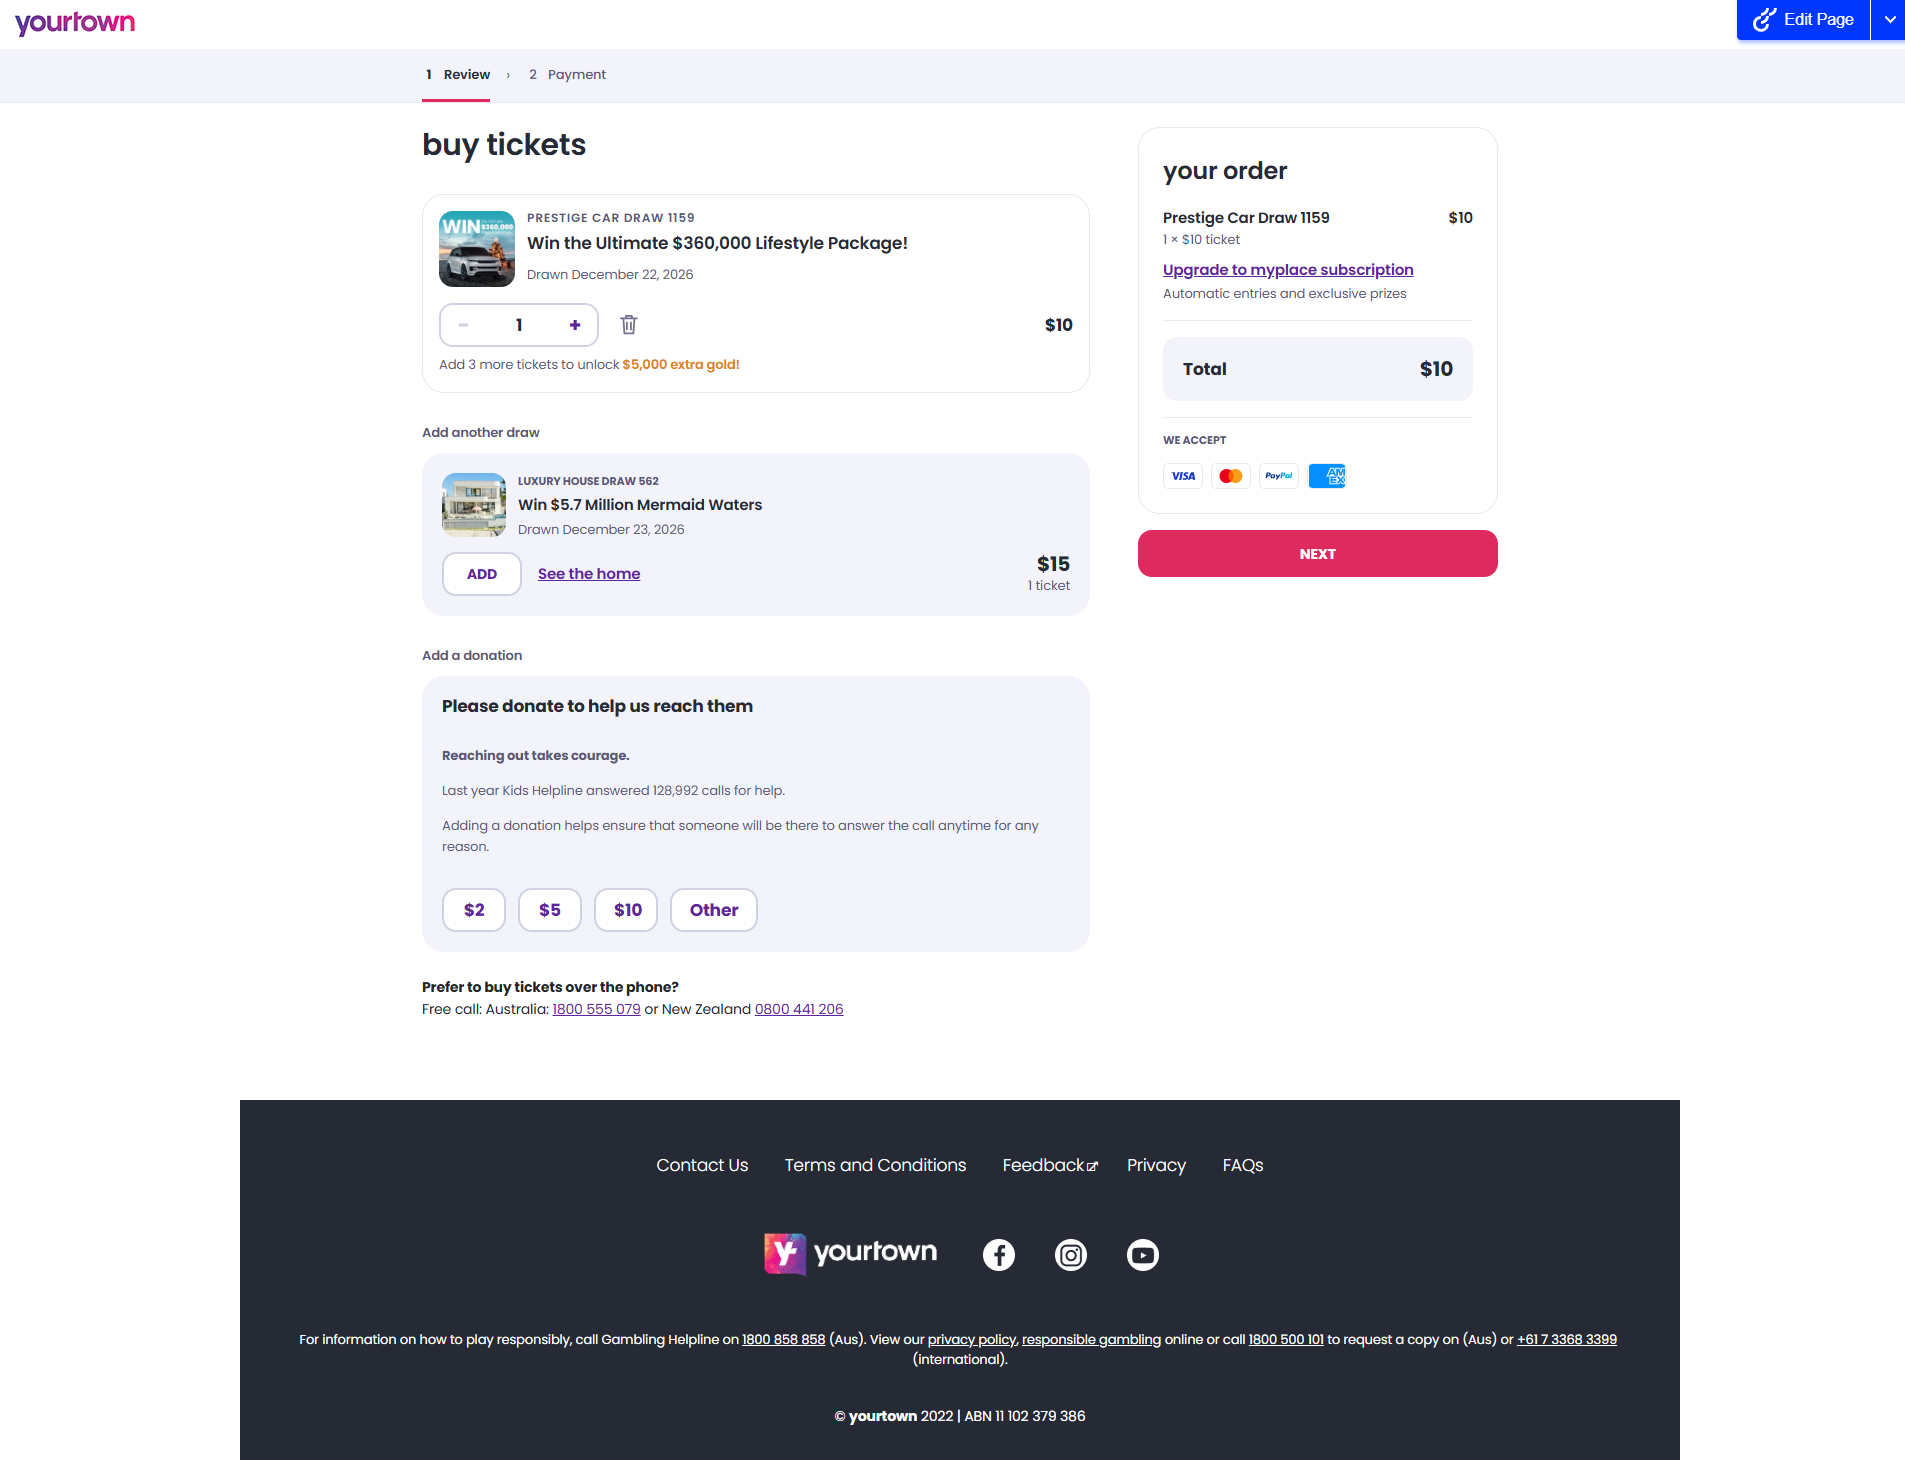 yourtown
Edit Page
1 Review › 2 Payment
buy tickets
WIN
$360,000
PRESTIGE CAR DRAW 1159
Win the Ultimate $360,000 Lifestyle Package!
Drawn December 22, 2026
− 1 +
$10
Add 3 more tickets to unlock $5,000 extra gold!
Add another draw
LUXURY HOUSE DRAW 562
Win $5.7 Million Mermaid Waters
Drawn December 23, 2026
ADD
See the home
$15
1 ticket
Add a donation
Please donate to help us reach them
Reaching out takes courage.
Last year Kids Helpline answered 128,992 calls for help.
Adding a donation helps ensure that someone will be there to answer the call anytime for any
reason.
$2 $5 $10 Other
Prefer to buy tickets over the phone?
Free call: Australia: 1800 555 079 or New Zealand 0800 441 206
your order
Prestige Car Draw 1159 $10
1 × $10 ticket
Upgrade to myplace subscription
Automatic entries and exclusive prizes
Total $10
WE ACCEPT
VISA
PayPal
AM
EX
NEXT
Contact Us Terms and Conditions Feedback Privacy FAQs
yourtown
For information on how to play responsibly, call Gambling Helpline on 1800 858 858 (Aus). View our privacy policy, responsible gambling online or call 1800 500 101 to request a copy on (Aus) or +61 7 3368 3399
(international).
© yourtown 2022 | ABN 11 102 379 386